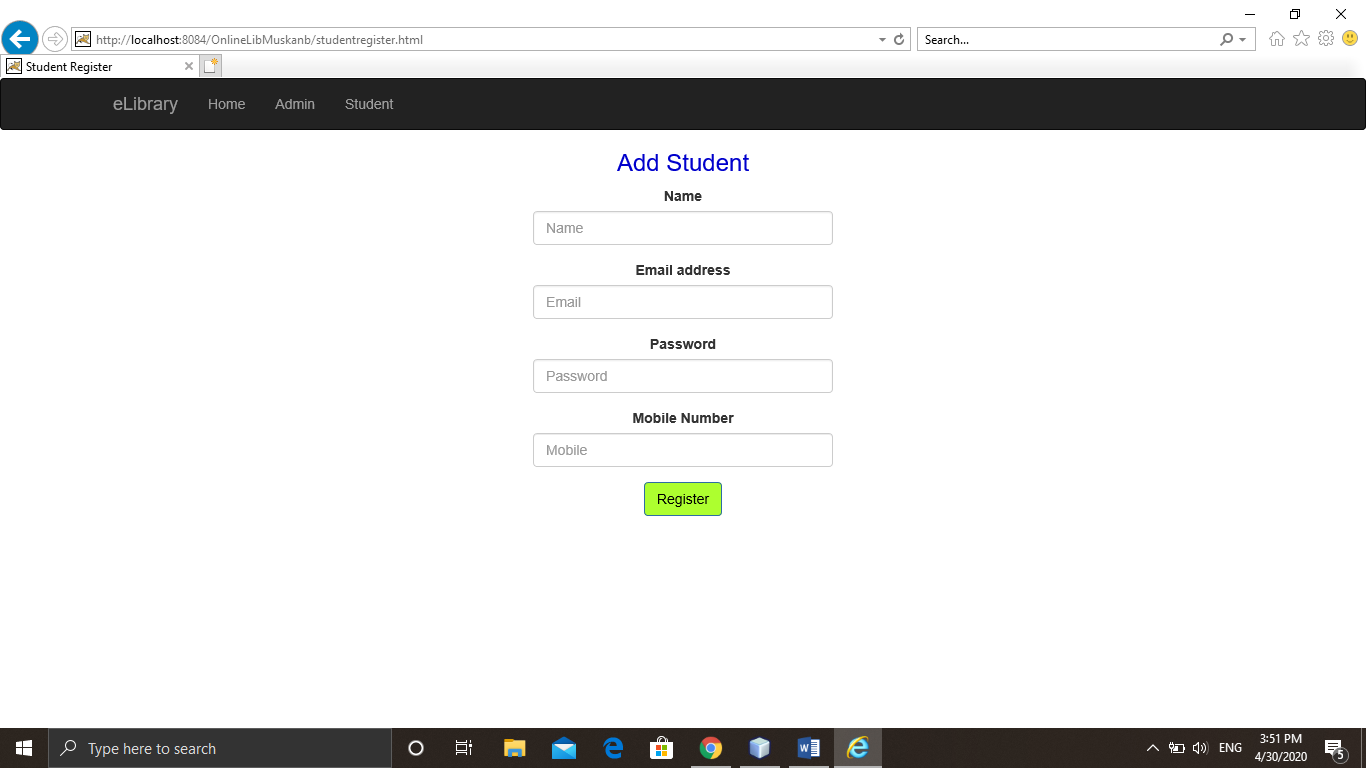 http://localhost:8084/OnlineLibMuskanb/studentregister.html
Search...
Student Register
eLibrary Home Admin Student
Add Student
Name
Name
Email address
Email
Password
Password
Mobile Number
Mobile
Register
Type here to search
ENG
3:51 PM
4/30/2020
5